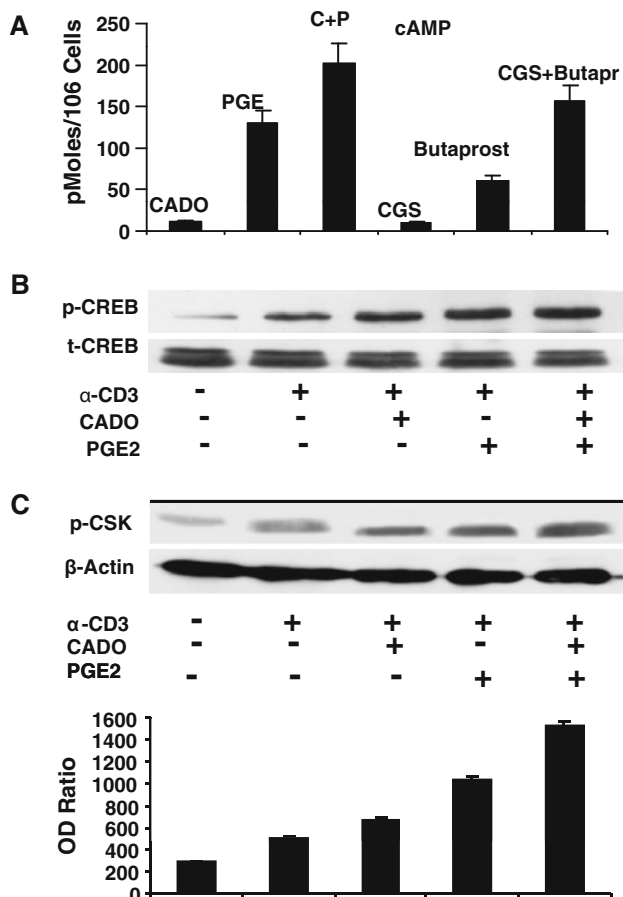 A
pMoles/106 Cells
250
200
150
100
50
0
cAMP
CADO
PGE
C+P
CGS
Butaprost
CGS+Butapr
B
p-CREB
t-CREB
α-CD3 - + + + +
CADO - - + - +
PGE2 - - - + +
C
p-CSK
β-Actin
α-CD3 - + + + +
CADO - - + - +
PGE2 - - - + +
OD Ratio
1600
1400
1200
1000
800
600
400
200
0